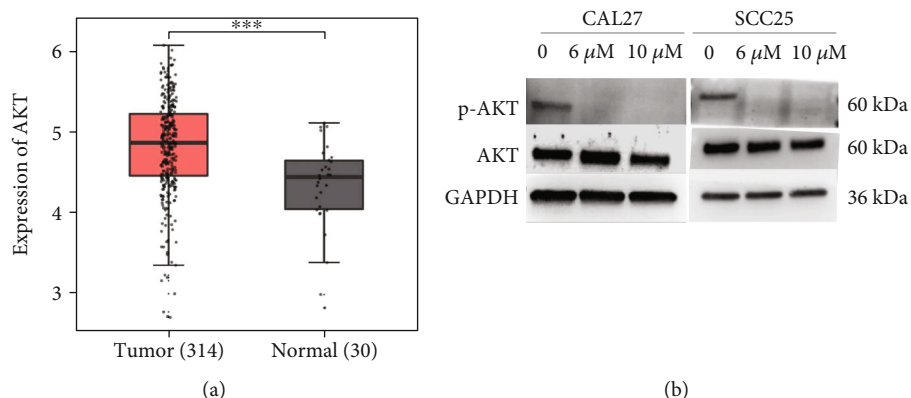 ***
Expression of AKT
6
5
4
3
Tumor (314) Normal (30)
(a)
CAL27 SCC25
0 6 μM 10 μM 0 6 μM 10 μM
p-AKT 60 kDa
AKT 60 kDa
GAPDH 36 kDa
(b)